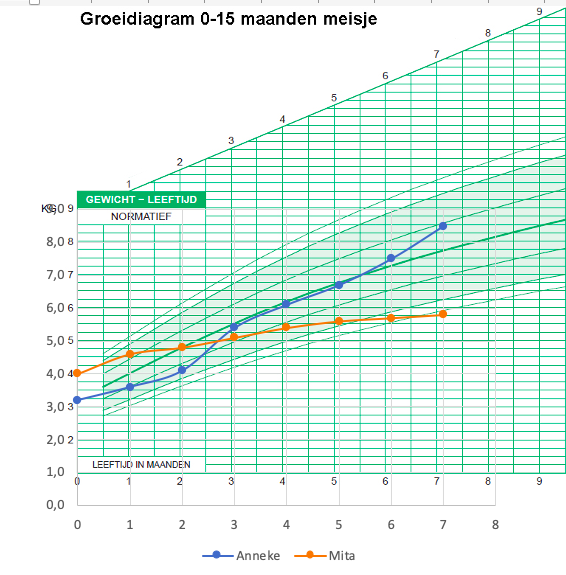 Groeidiagram 0-15 maanden meisje
9
8
7
6
5
4
3
2
1
GEWICHT – LEEFTIJD
NORMATIEF
9
8,0 8
7,0 7
6,0 6
5,0 5
4,0 4
3,0 3
2,0 2
1,0
LEEFTIJD IN MAANDEN
0 1 2 3 4 5 6 7 8 9
0,0
0 1 2 3 4 5 6 7 8
Anneke Mita